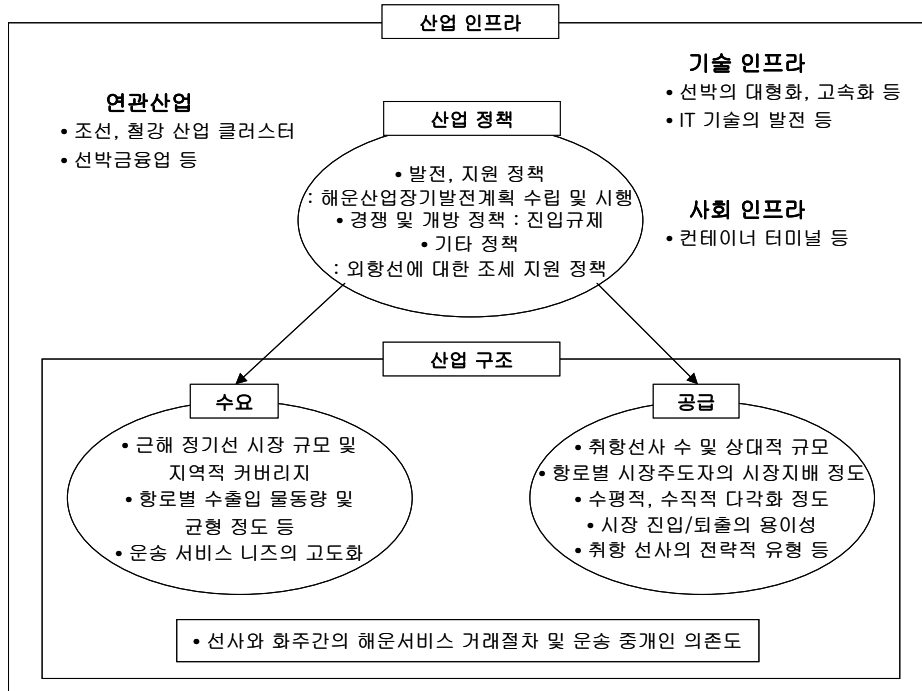 산업 인프라
연관산업
• 조선, 철강 산업 클러스터
• 선박금융업 등
기술 인프라
• 선박의 대형화, 고속화 등
• IT 기술의 발전 등
사회 인프라
• 컨테이너 터미널 등
산업 정책
• 발전, 지원 정책
: 해운산업장기발전계획 수립 및 시행
• 경쟁 및 개방 정책 : 진입규제
• 기타 정책
: 외항선에 대한 조세 지원 정책
산업 구조
수요
• 근해 정기선 시장 규모 및
지역적 커버리지
• 항로별 수출입 물동량 및
균형 정도 등
• 운송 서비스 니즈의 고도화
공급
• 취항선사 수 및 상대적 규모
• 항로별 시장주도자의 시장지배 정도
• 수평적, 수직적 다각화 정도
• 시장 진입/퇴출의 용이성
• 취항 선사의 전략적 유형 등
• 선사와 화주간의 해운서비스 거래절차 및 운송 중개인 의존도